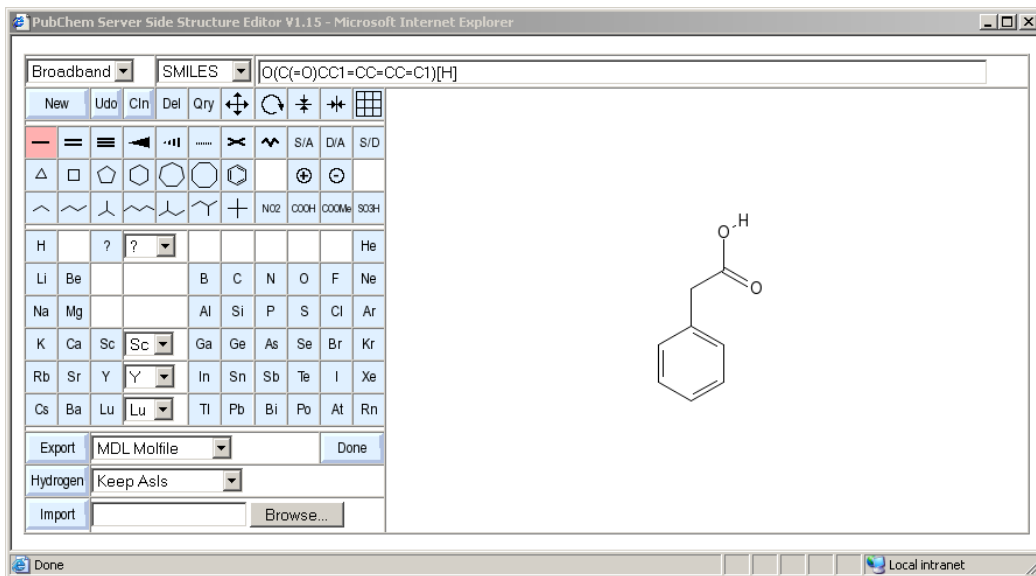 PubChem Server Side Structure Editor V1.15 - Microsoft Internet Explorer
Broadband SMILES O(C(=O)CC1=CC=CC=C1)[H]
New Udo Cln Del Qry
S/A D/A S/D
NO2 COOH COOMe SO3H
H ? ? He
Li Be B C N O F Ne
Na Mg Al Si P S Cl Ar
K Ca Sc Sc Ga Ge As Se Br Kr
Rb Sr Y Y In Sn Sb Te I Xe
Cs Ba Lu Lu Tl Pb Bi Po At Rn
Export MDL Molfile Done
Hydrogen Keep AsIs
Import Browse...
O H
O
Done Local intranet